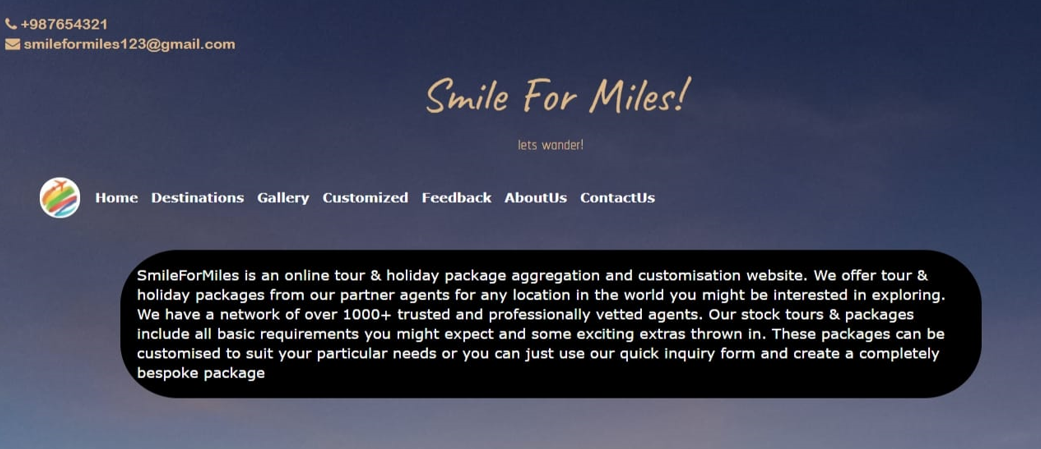 +987654321
smileformiles123@gmail.com
Smile For Miles!
lets wander!
Home Destinations Gallery Customized Feedback AboutUs ContactUs
SmileForMiles is an online tour & holiday package aggregation and customisation website. We offer tour &
holiday packages from our partner agents for any location in the world you might be interested in exploring.
We have a network of over 1000+ trusted and professionally vetted agents. Our stock tours & packages
include all basic requirements you might expect and some exciting extras thrown in. These packages can be
customised to suit your particular needs or you can just use our quick inquiry form and create a completely
bespoke package